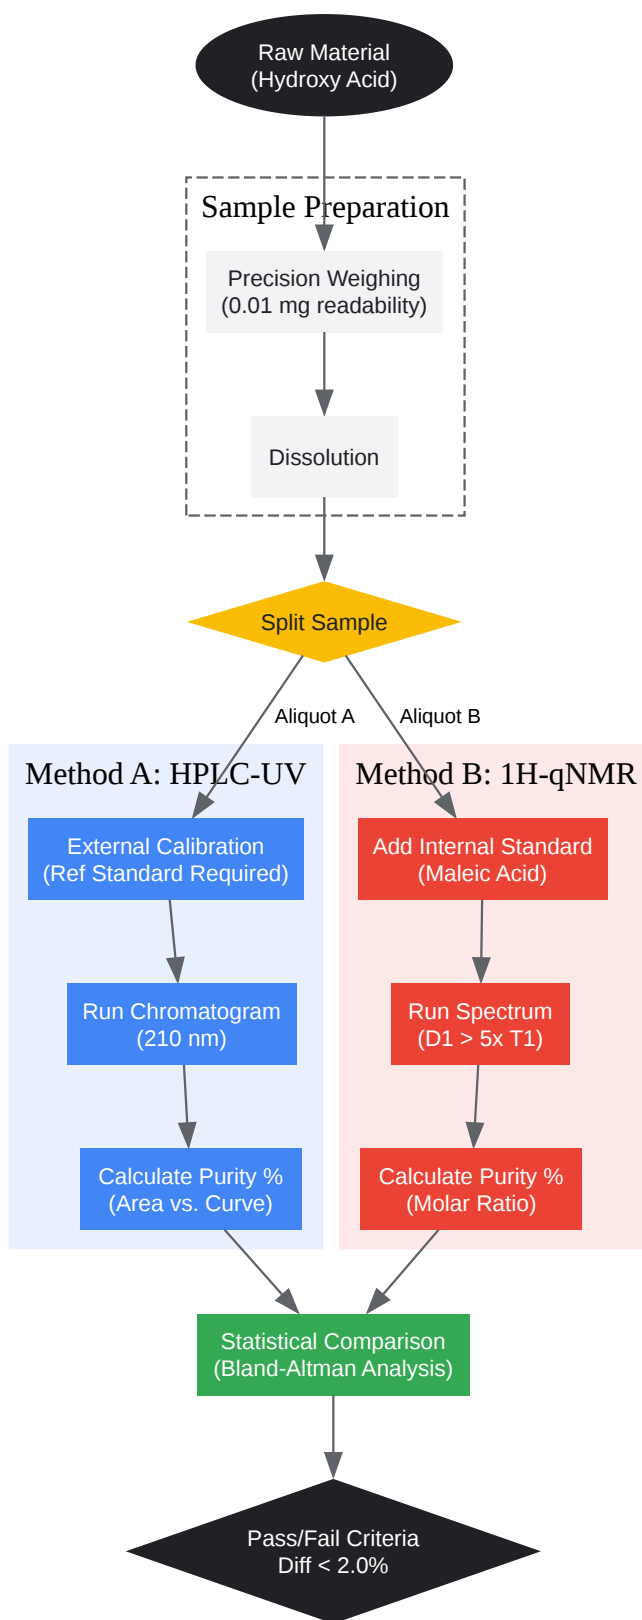 Raw Material
(Hydroxy Acid)
Sample Preparation
Precision Weighing
(0.01 mg readability)
Dissolution
Split Sample
Aliquot A
Aliquot B
Method A: HPLC-UV
External Calibration
(Ref Standard Required)
Run Chromatogram
(210 nm)
Calculate Purity %
(Area vs. Curve)
Method B: 1H-qNMR
Add Internal Standard
(Maleic Acid)
Run Spectrum
(D1 > 5x T1)
Calculate Purity %
(Molar Ratio)
Statistical Comparison
(Bland-Altman Analysis)
Pass/Fail Criteria
Diff < 2.0%